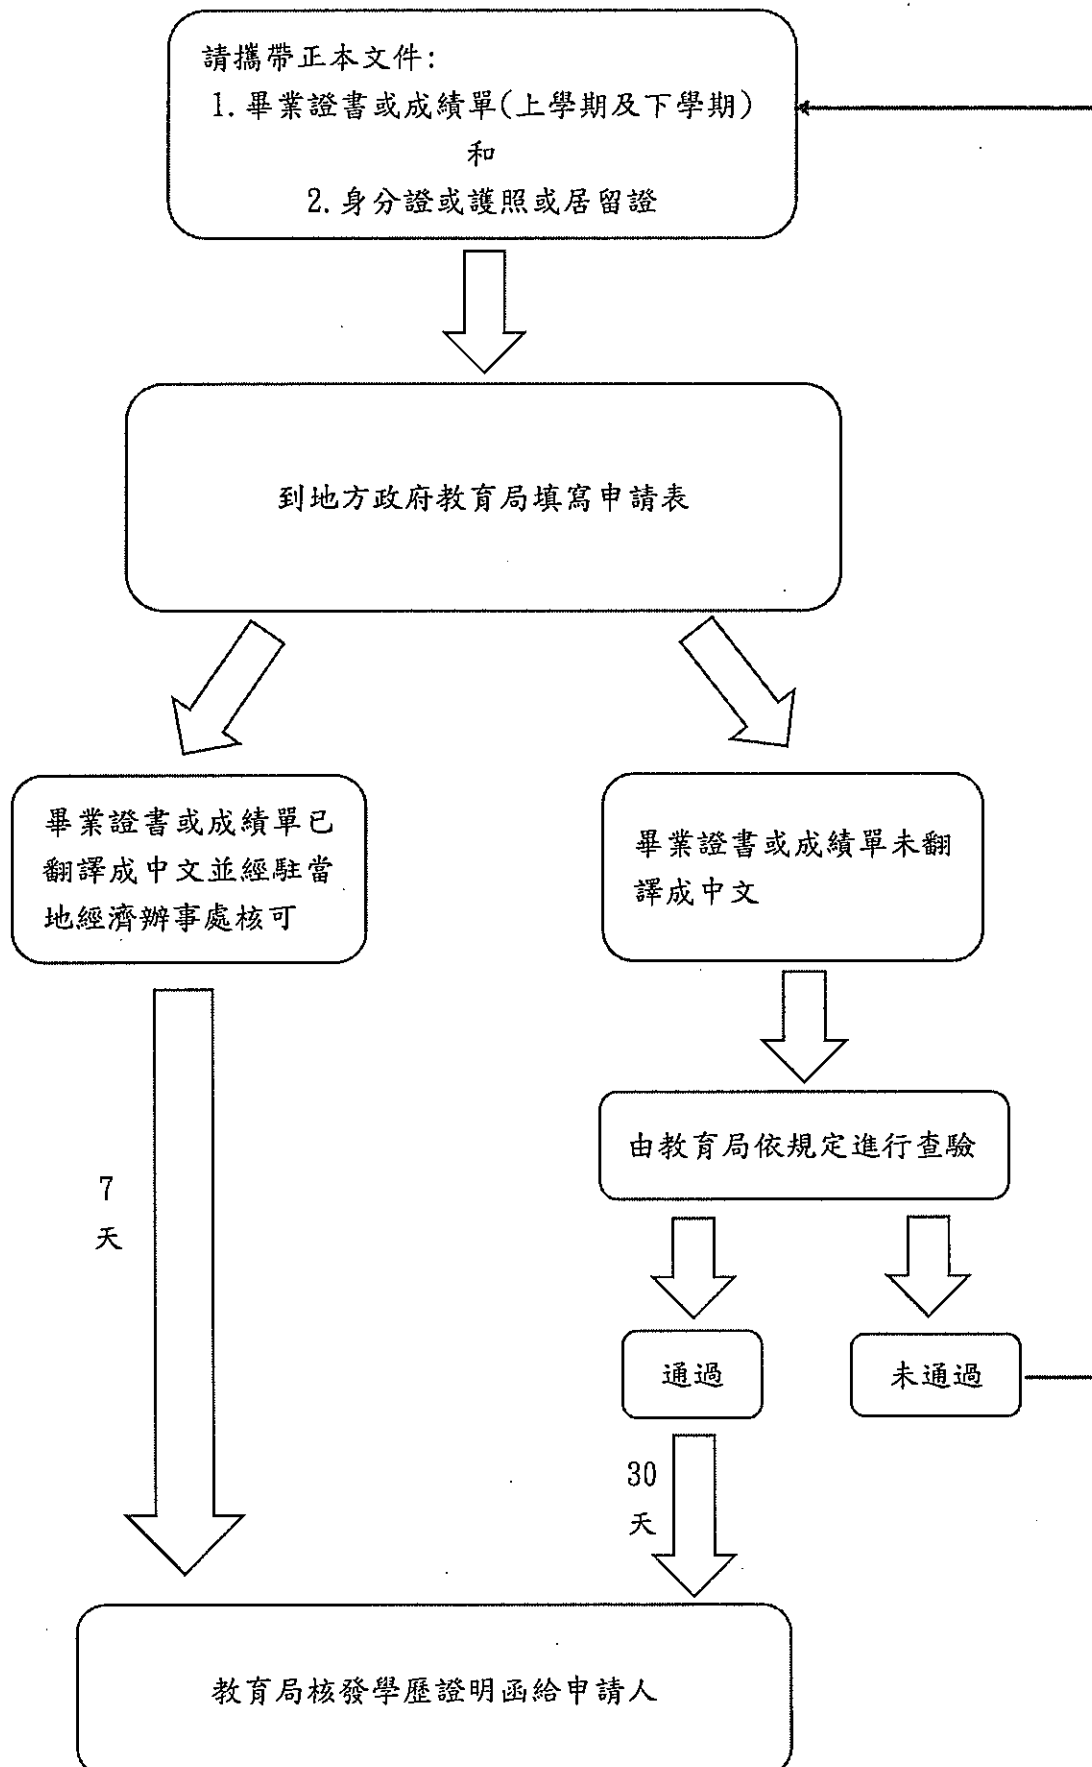 請攜帶正本文件:
1. 畢業證書或成績單(上學期及下學期)
和
2. 身分證或護照或居留證
到地方政府教育局填寫申請表
畢業證書或成績單已
翻譯成中文並經駐當
地經濟辦事處核可
畢業證書或成績單未翻
譯成中文
由教育局依規定進行查驗
7
天
通過
未通過
30
天
教育局核發學歷證明函給申請人